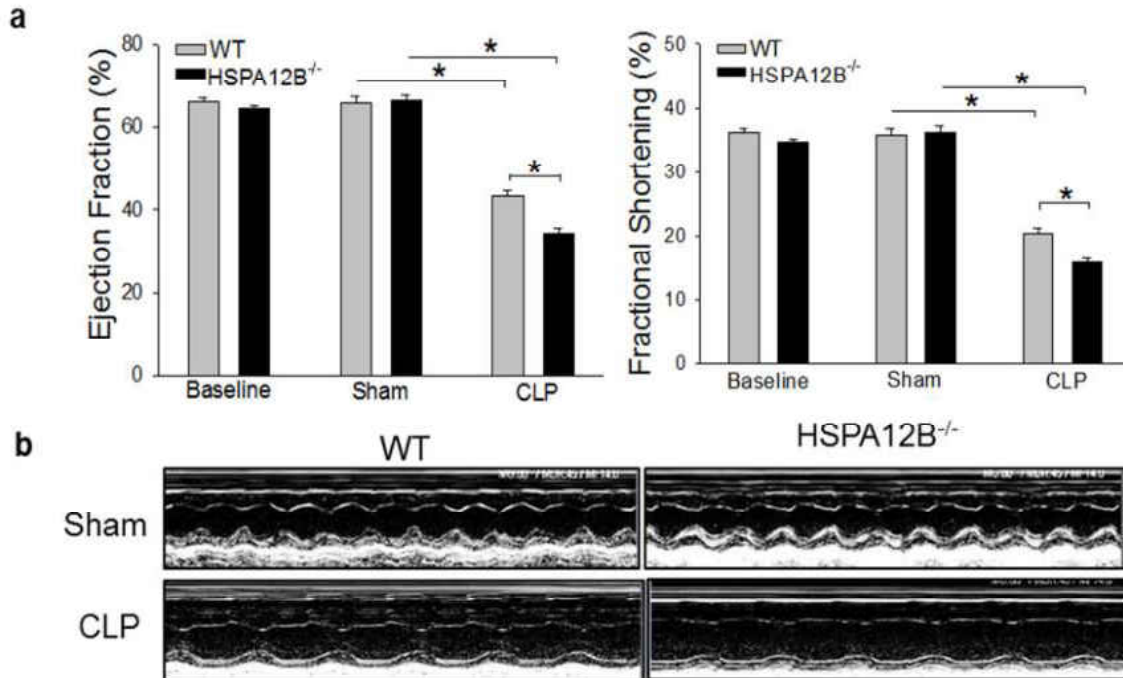 a
Ejection Fraction (%)
80
60
40
20
0
WT
HSPA12B-/-
*
*
*
Baseline
Sham
CLP
Fractional Shortening (%)
50
40
30
20
10
0
WT
HSPA12B-/-
*
*
*
Baseline
Sham
CLP
b
WT
HSPA12B-/-
Sham
CLP